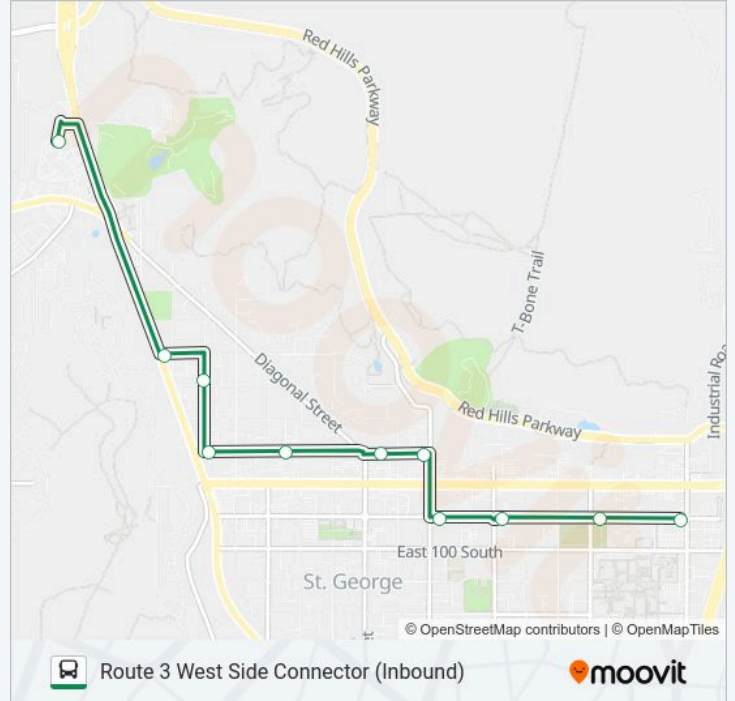 Red Hills Parkway
T-Bone Trail
Diagonal Street
Industrial Roa
Red Hills Parkway
East 100 South
St. George
© OpenStreetMap contributors | © OpenMapTiles
Route 3 West Side Connector (Inbound)
moovit